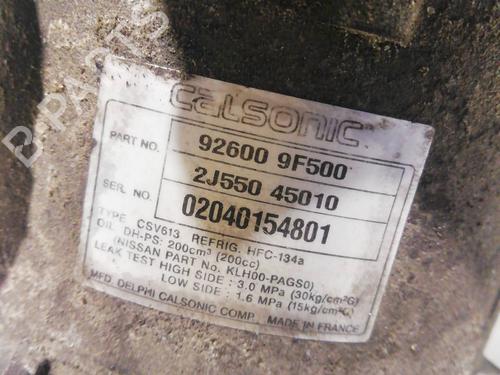 calsonic
PART NO. 92600 9F500
2J550 45010
SER NO. 02040154801
TYPE CSV613 REFRIG. HFC-134a
OIL DH-PS: 200cm³ (200cc)
(NISSAN PART No. KLH00-PAGS0)
LEAK TEST HIGH SIDE : 3.0 MPa (30kg/cm²G)
LOW SIDE : 1.6 MPa (15kg/cm²G)
MFD. DELPHI CALSONIC COMP. MADE IN FRANCE
B-PARTS
B-PARTS